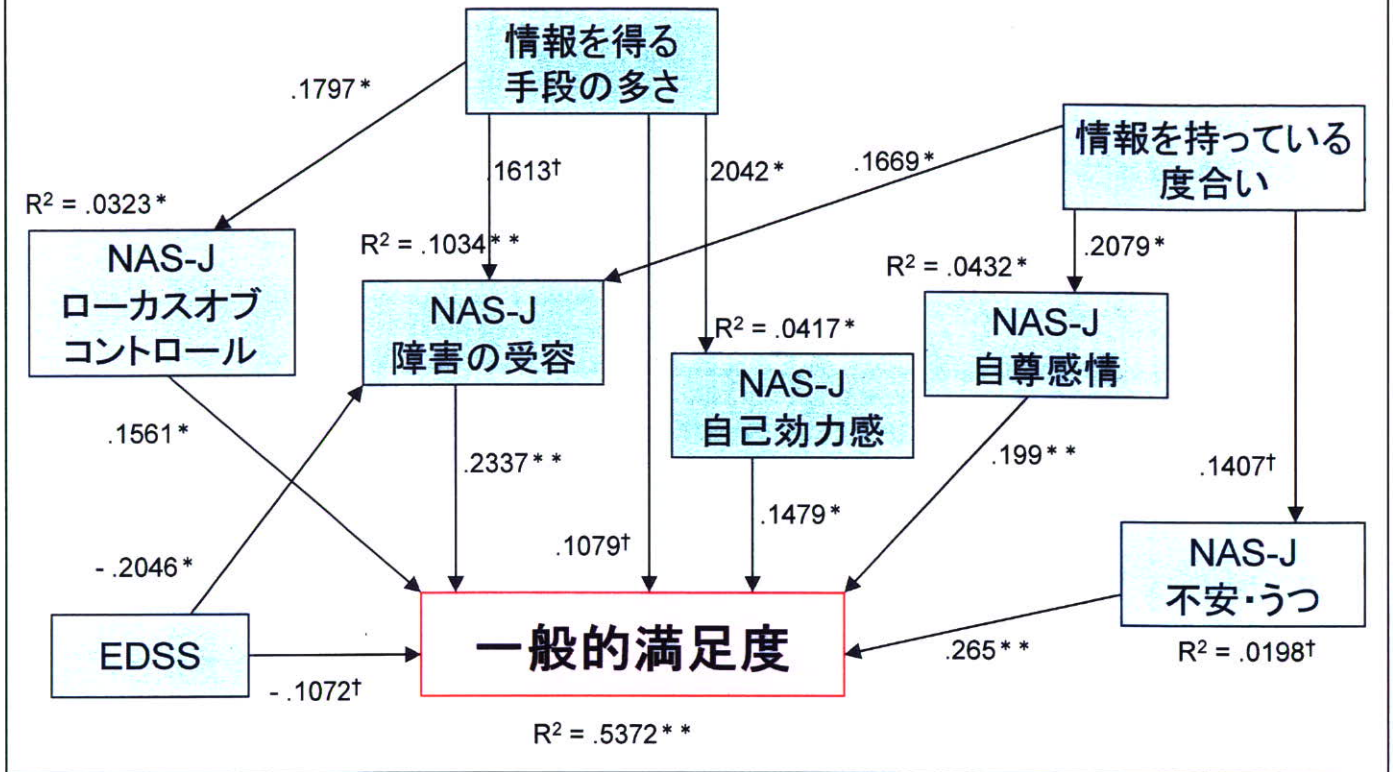 情報を得る
手段の多さ
.1797*
情報を持っている
度合い
.1613†
2042*
.1669*
R² = .0323*
NAS-J
ローカスオブ
コントロール
R² = .1034**
NAS-J
障害の受容
.2079*
R² = .0432*
NAS-J
自尊感情
R² = .0417*
NAS-J
自己効力感
.1561*
.2337**
.199**
.1407†
.1479*
.1079†
- .2046*
NAS-J
不安・うつ
R² = .0198†
EDSS
- .1072†
一般的満足度
.265**
R² = .5372**